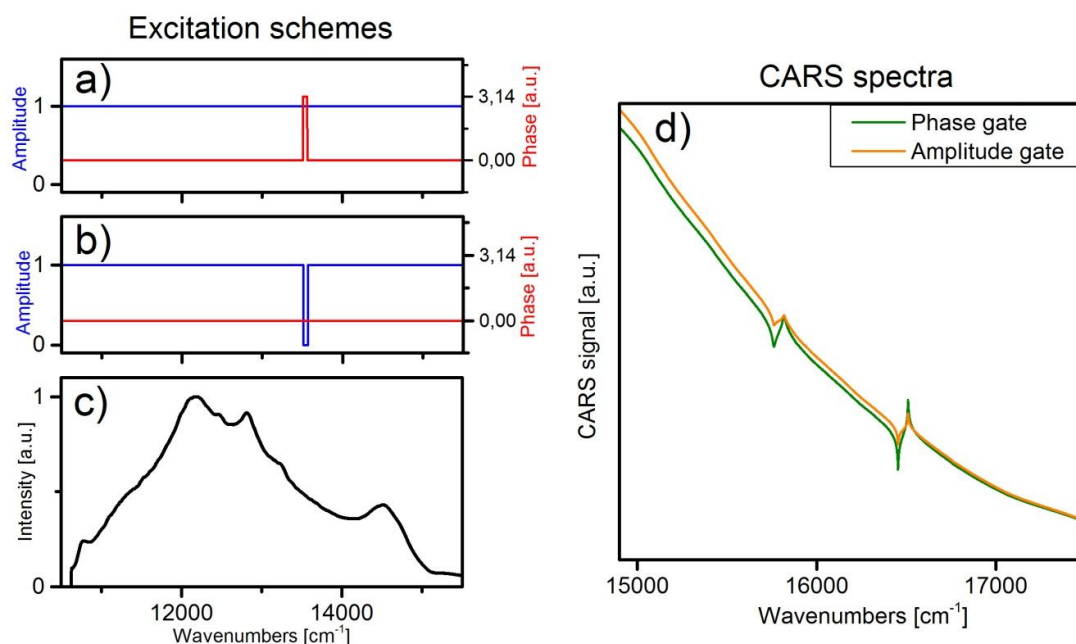 Excitation schemes
a)
Amplitude
1
0
3,14
0,00
Phase [a.u.]
b)
Amplitude
1
0
3,14
0,00
Phase [a.u.]
c)
Intensity [a.u.]
1
0
12000 14000
Wavenumbers [cm-1]
CARS spectra
d)
Phase gate
Amplitude gate
CARS signal [a.u.]
15000 16000 17000
Wavenumbers [cm-1]